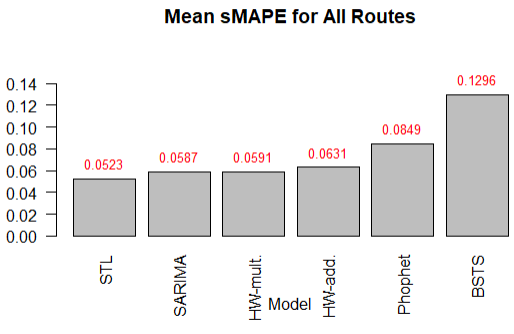 Mean sMAPE for All Routes
0.14
0.12
0.10
0.08
0.06
0.04
0.02
0.00
0.0523
0.0587
0.0591
0.0631
0.0849
0.1296
STL
SARIMA
HW-mult.
HW-add.
Phophet
BSTS
Model